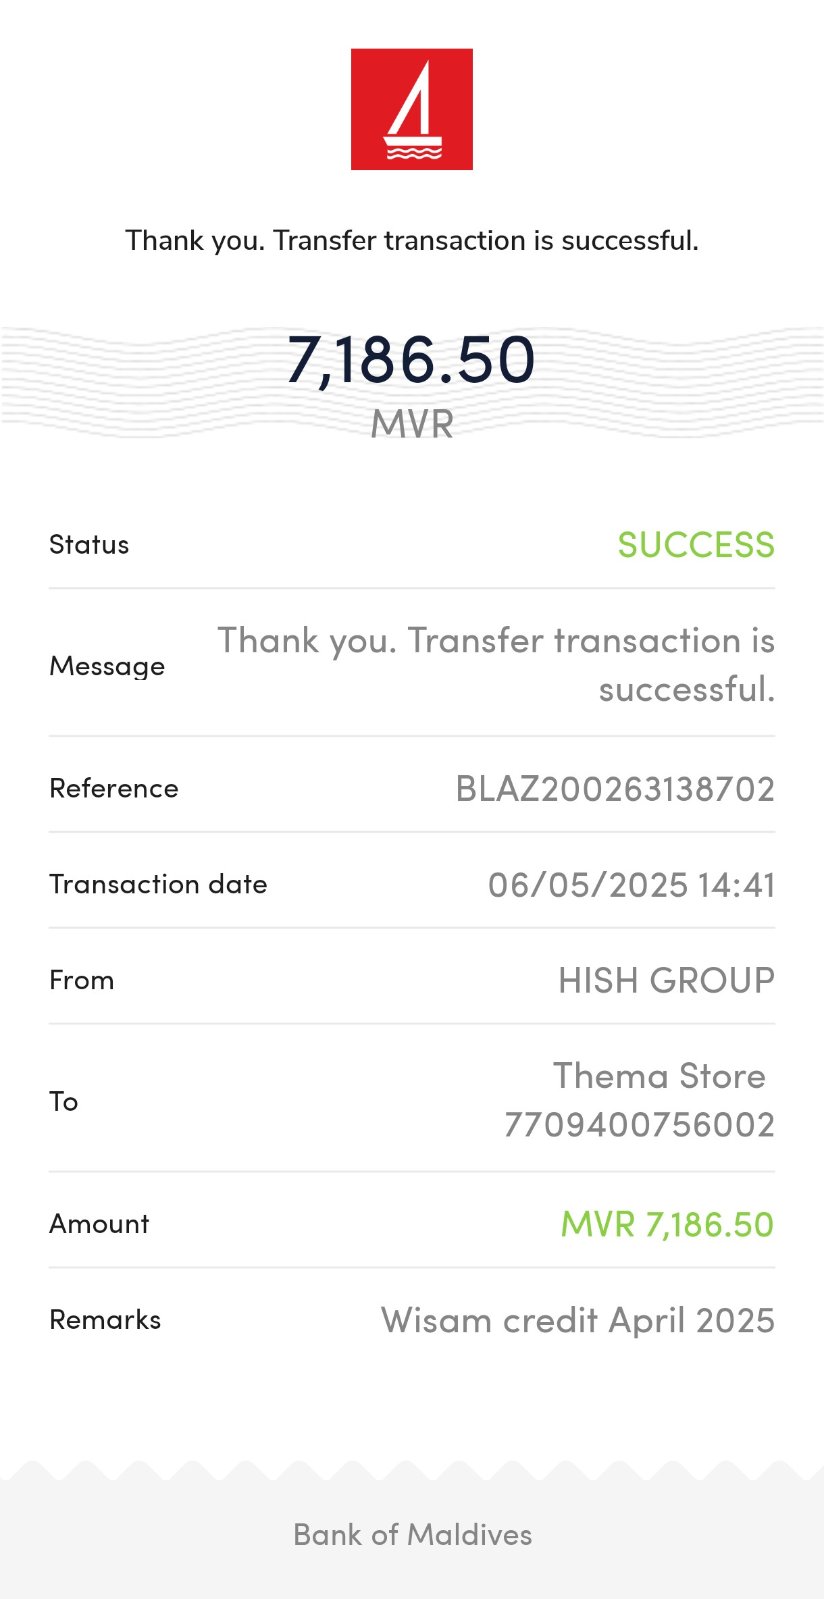 Thank you. Transfer transaction is successful.
7,186.50
MVR
Status
SUCCESS
Message
Thank you. Transfer transaction is
successful.
Reference
BLAZ200263138702
Transaction date
06/05/2025 14:41
From
HISH GROUP
To
Thema Store
7709400756002
Amount
MVR 7,186.50
Remarks
Wisam credit April 2025
Bank of Maldives